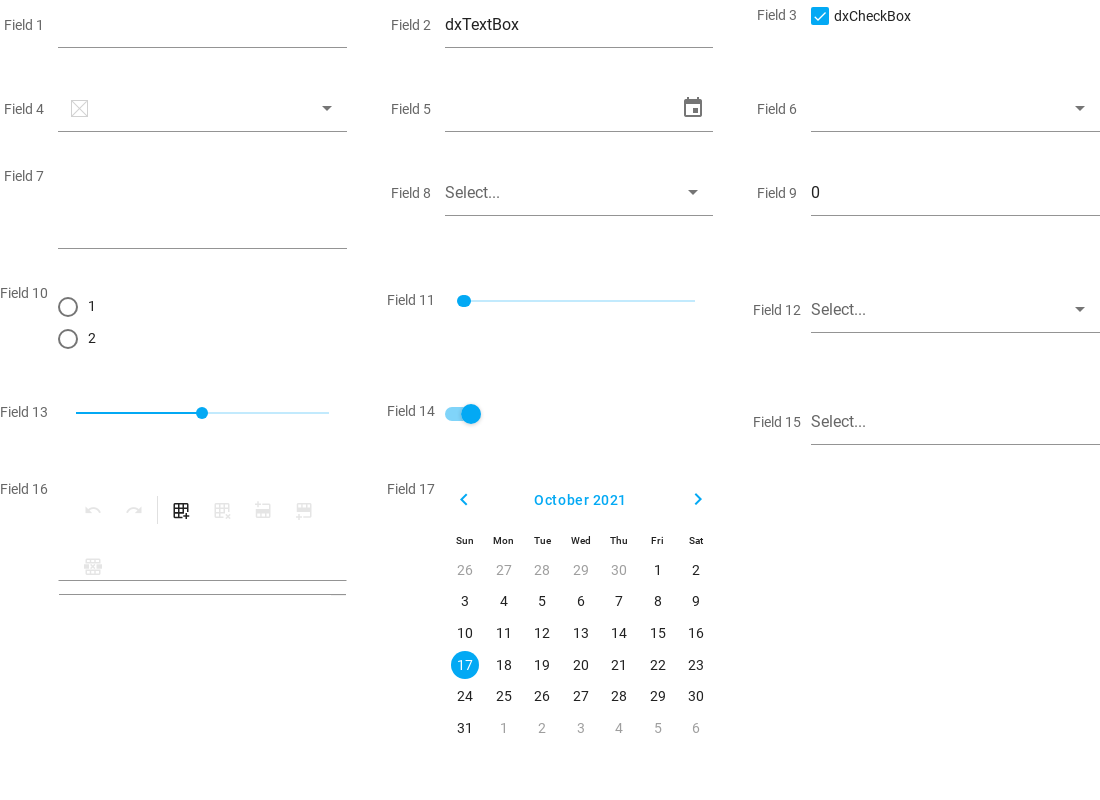 Field 1
Field 2 dxTextBox
Field 3 dxCheckBox
Field 4
Field 5
Field 6
Field 7
Field 8 Select...
Field 9 0
Field 10
1
2
Field 11
Field 12 Select...
Field 13
Field 14
Field 15 Select...
Field 16
Field 17
October 2021
Sun Mon Tue Wed Thu Fri Sat
26 27 28 29 30 1 2
3 4 5 6 7 8 9
10 11 12 13 14 15 16
17 18 19 20 21 22 23
24 25 26 27 28 29 30
31 1 2 3 4 5 6